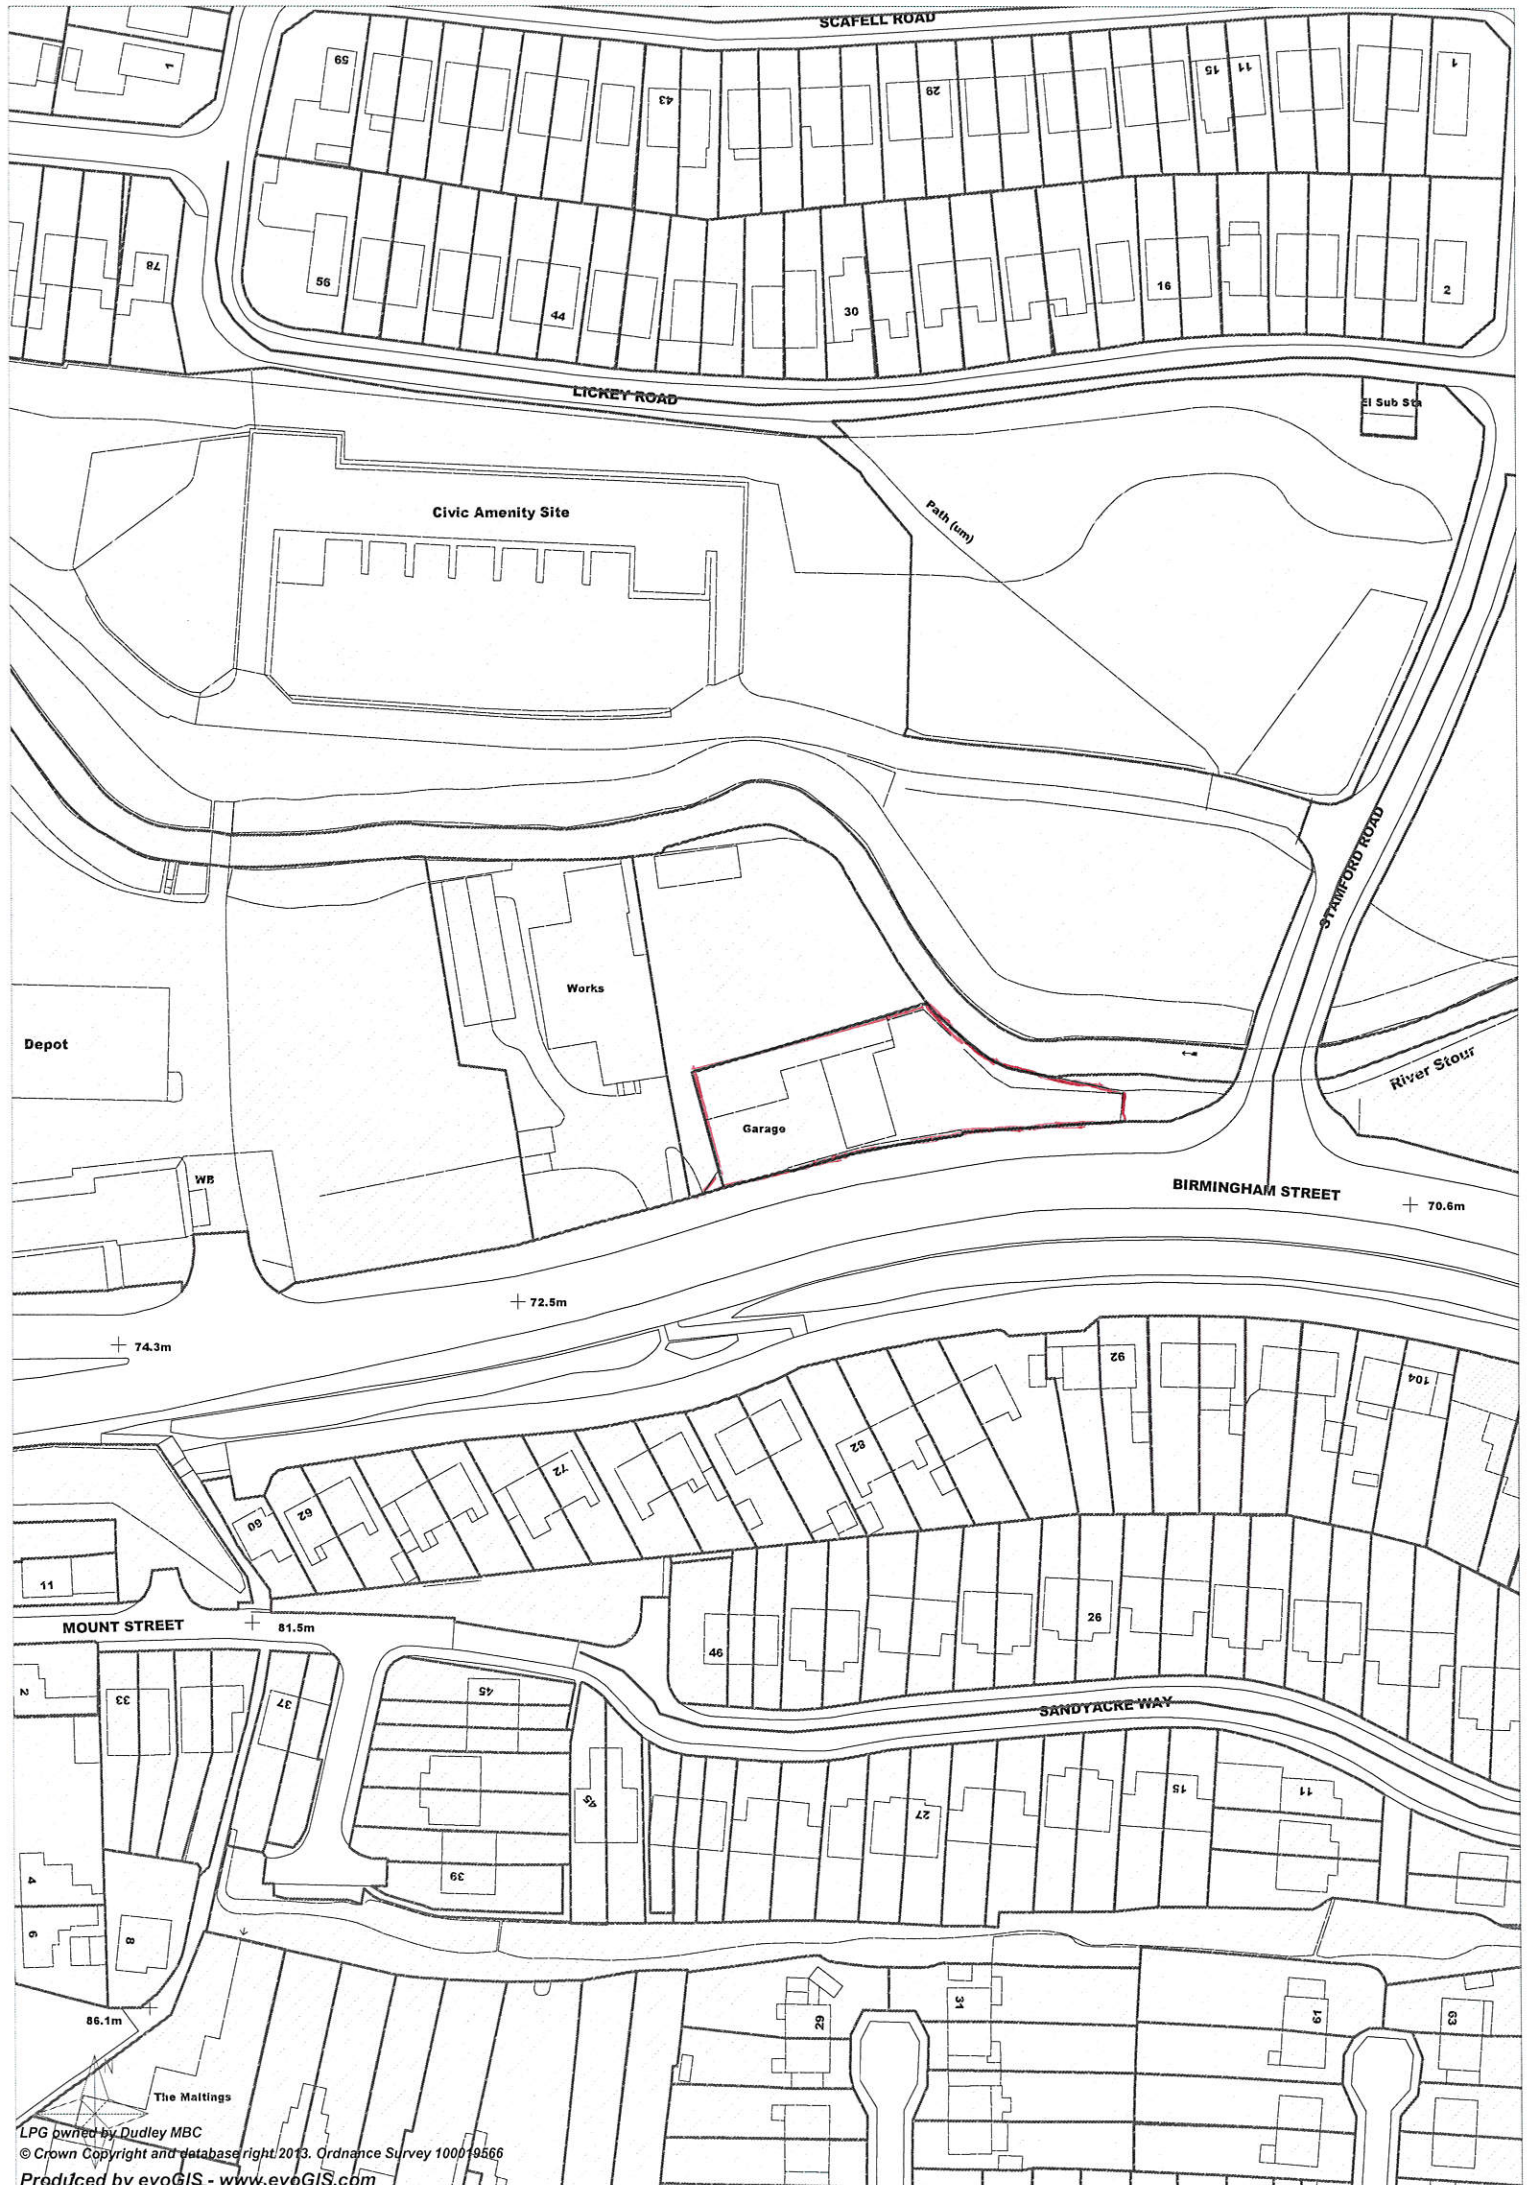 SCAFELL ROAD
1
59
43
29
15
11
1
78
56
44
30
16
2
LICKEY ROAD
El Sub Sta
Civic Amenity Site
Path (um)
STAMFORD ROAD
Works
Depot
River Stour
Garage
WB
BIRMINGHAM STREET
70.6m
72.5m
74.3m
92
104
82
72
62
60
11
MOUNT STREET
81.5m
46
26
2
33
37
45
SANDYACRE WAY
45
27
15
11
39
4
6
8
86.1m
29
31
61
63
N
The Maltings
LPG owned by Dudley MBC
© Crown Copyright and database right 2013. Ordnance Survey 100019566
Produced by evoGIS - www.evoGIS.com